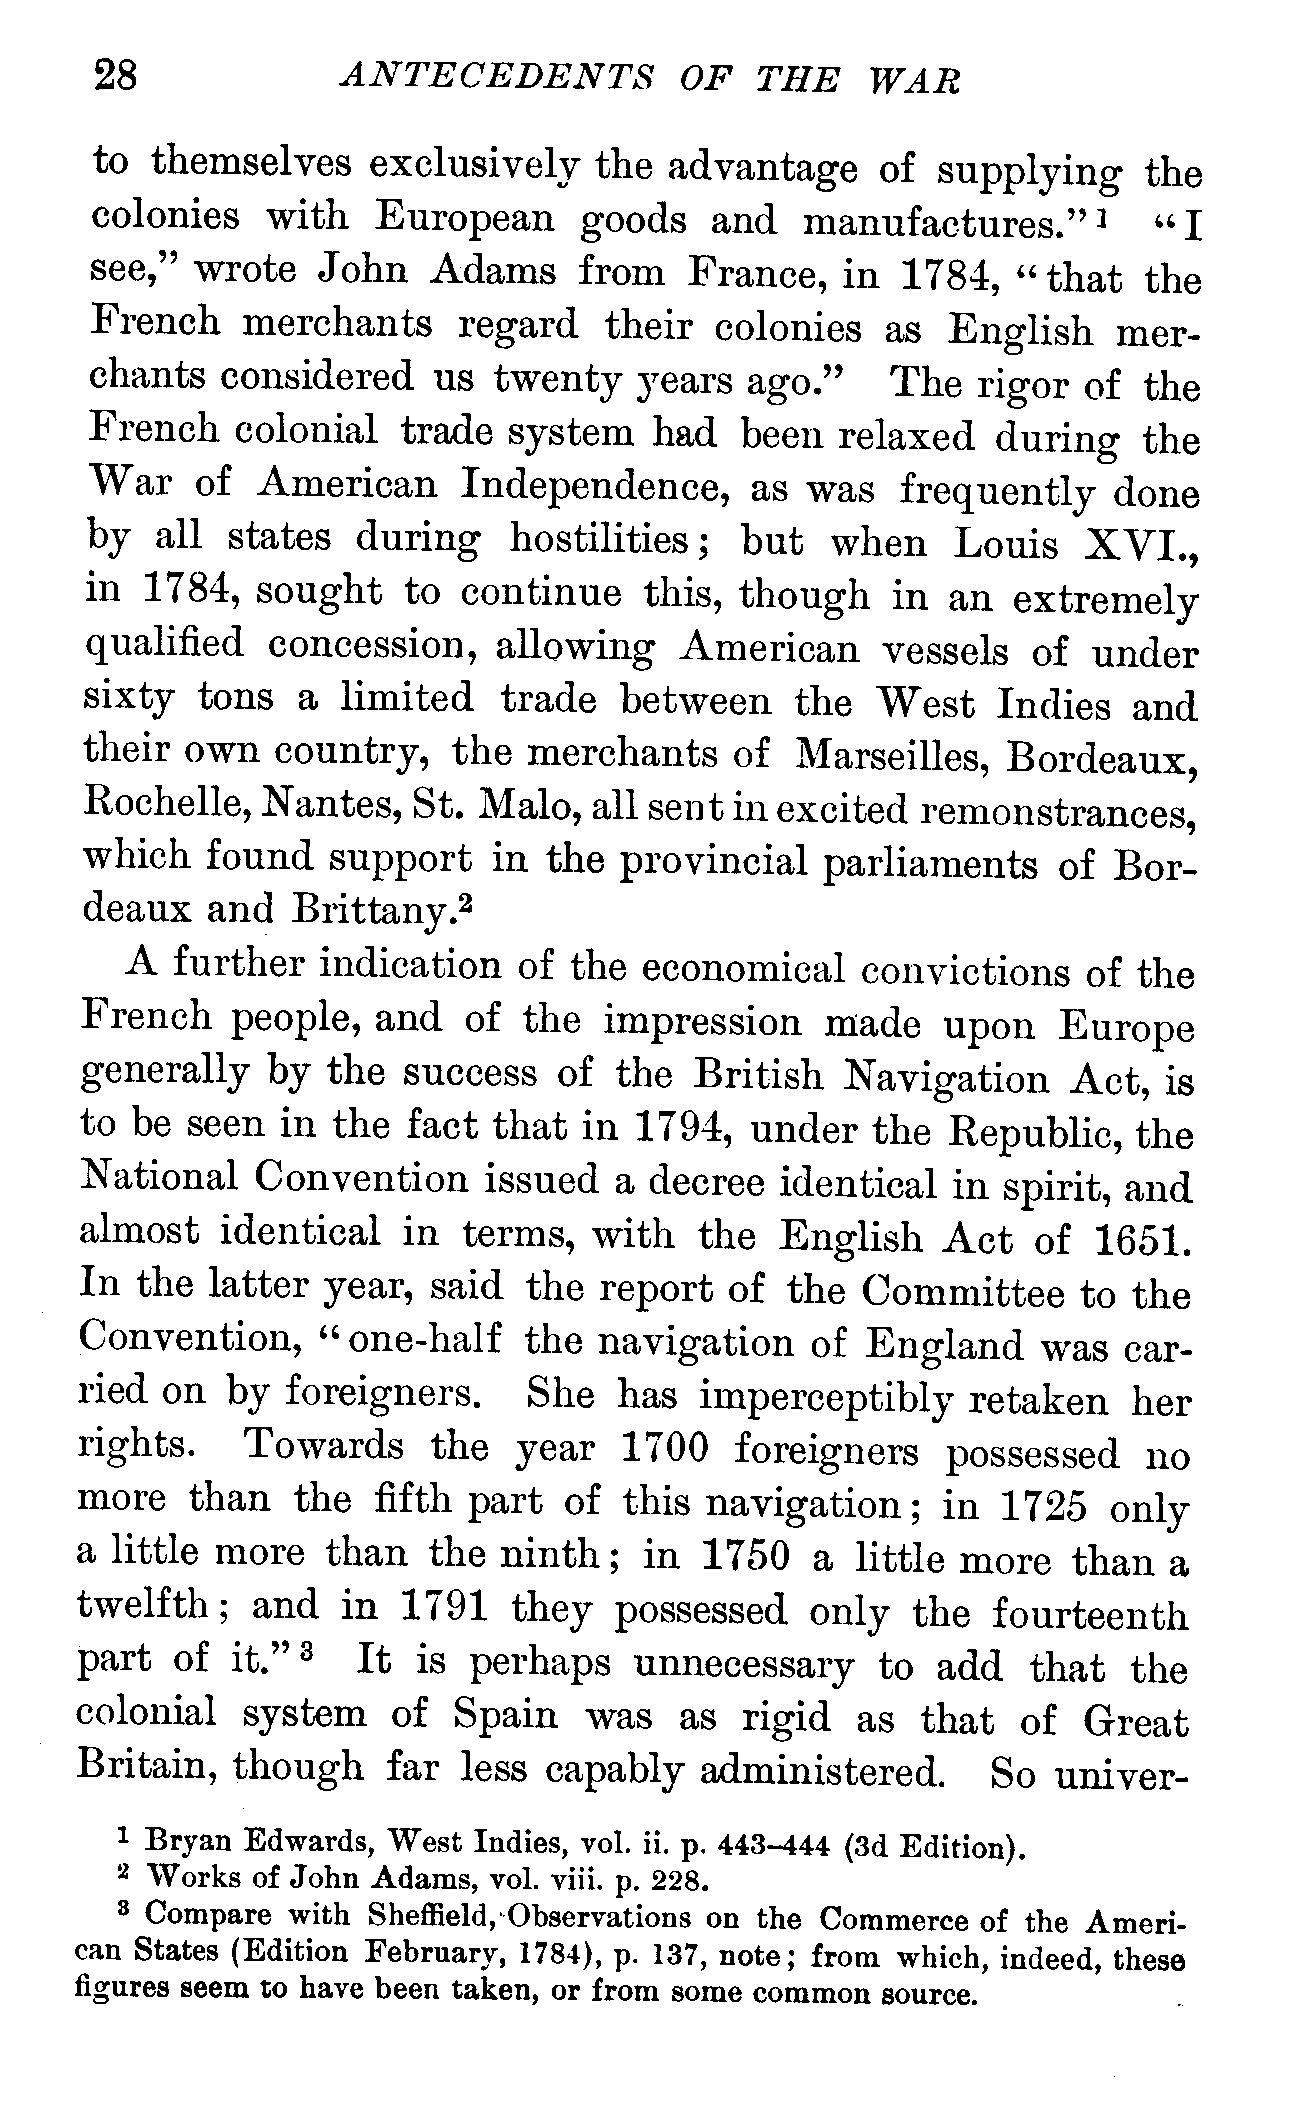 28 ANTECEDENTS OF THE WAR
to themselves exclusively the advantage of supplying the
colonies with European goods and manufactures.” ¹ “I
see,” wrote John Adams from France, in 1784, “that the
French merchants regard their colonies as English mer-
chants considered us twenty years ago.” The rigor of the
French colonial trade system had been relaxed during the
War of American Independence, as was frequently done
by all states during hostilities; but when Louis XVI.,
in 1784, sought to continue this, though in an extremely
qualified concession, allowing American vessels of under
sixty tons a limited trade between the West Indies and
their own country, the merchants of Marseilles, Bordeaux,
Rochelle, Nantes, St. Malo, all sent in excited remonstrances,
which found support in the provincial parliaments of Bor-
deaux and Brittany.²
A further indication of the economical convictions of the
French people, and of the impression made upon Europe
generally by the success of the British Navigation Act, is
to be seen in the fact that in 1794, under the Republic, the
National Convention issued a decree identical in spirit, and
almost identical in terms, with the English Act of 1651.
In the latter year, said the report of the Committee to the
Convention, “one-half the navigation of England was car-
ried on by foreigners. She has imperceptibly retaken her
rights. Towards the year 1700 foreigners possessed no
more than the fifth part of this navigation; in 1725 only
a little more than the ninth; in 1750 a little more than a
twelfth; and in 1791 they possessed only the fourteenth
part of it.” ³ It is perhaps unnecessary to add that the
colonial system of Spain was as rigid as that of Great
Britain, though far less capably administered. So univer-
¹ Bryan Edwards, West Indies, vol. ii. p. 443–444 (3d Edition).
² Works of John Adams, vol. viii. p. 228.
³ Compare with Sheffield, Observations on the Commerce of the Ameri-
can States (Edition February, 1784), p. 137, note; from which, indeed, these
figures seem to have been taken, or from some common source.